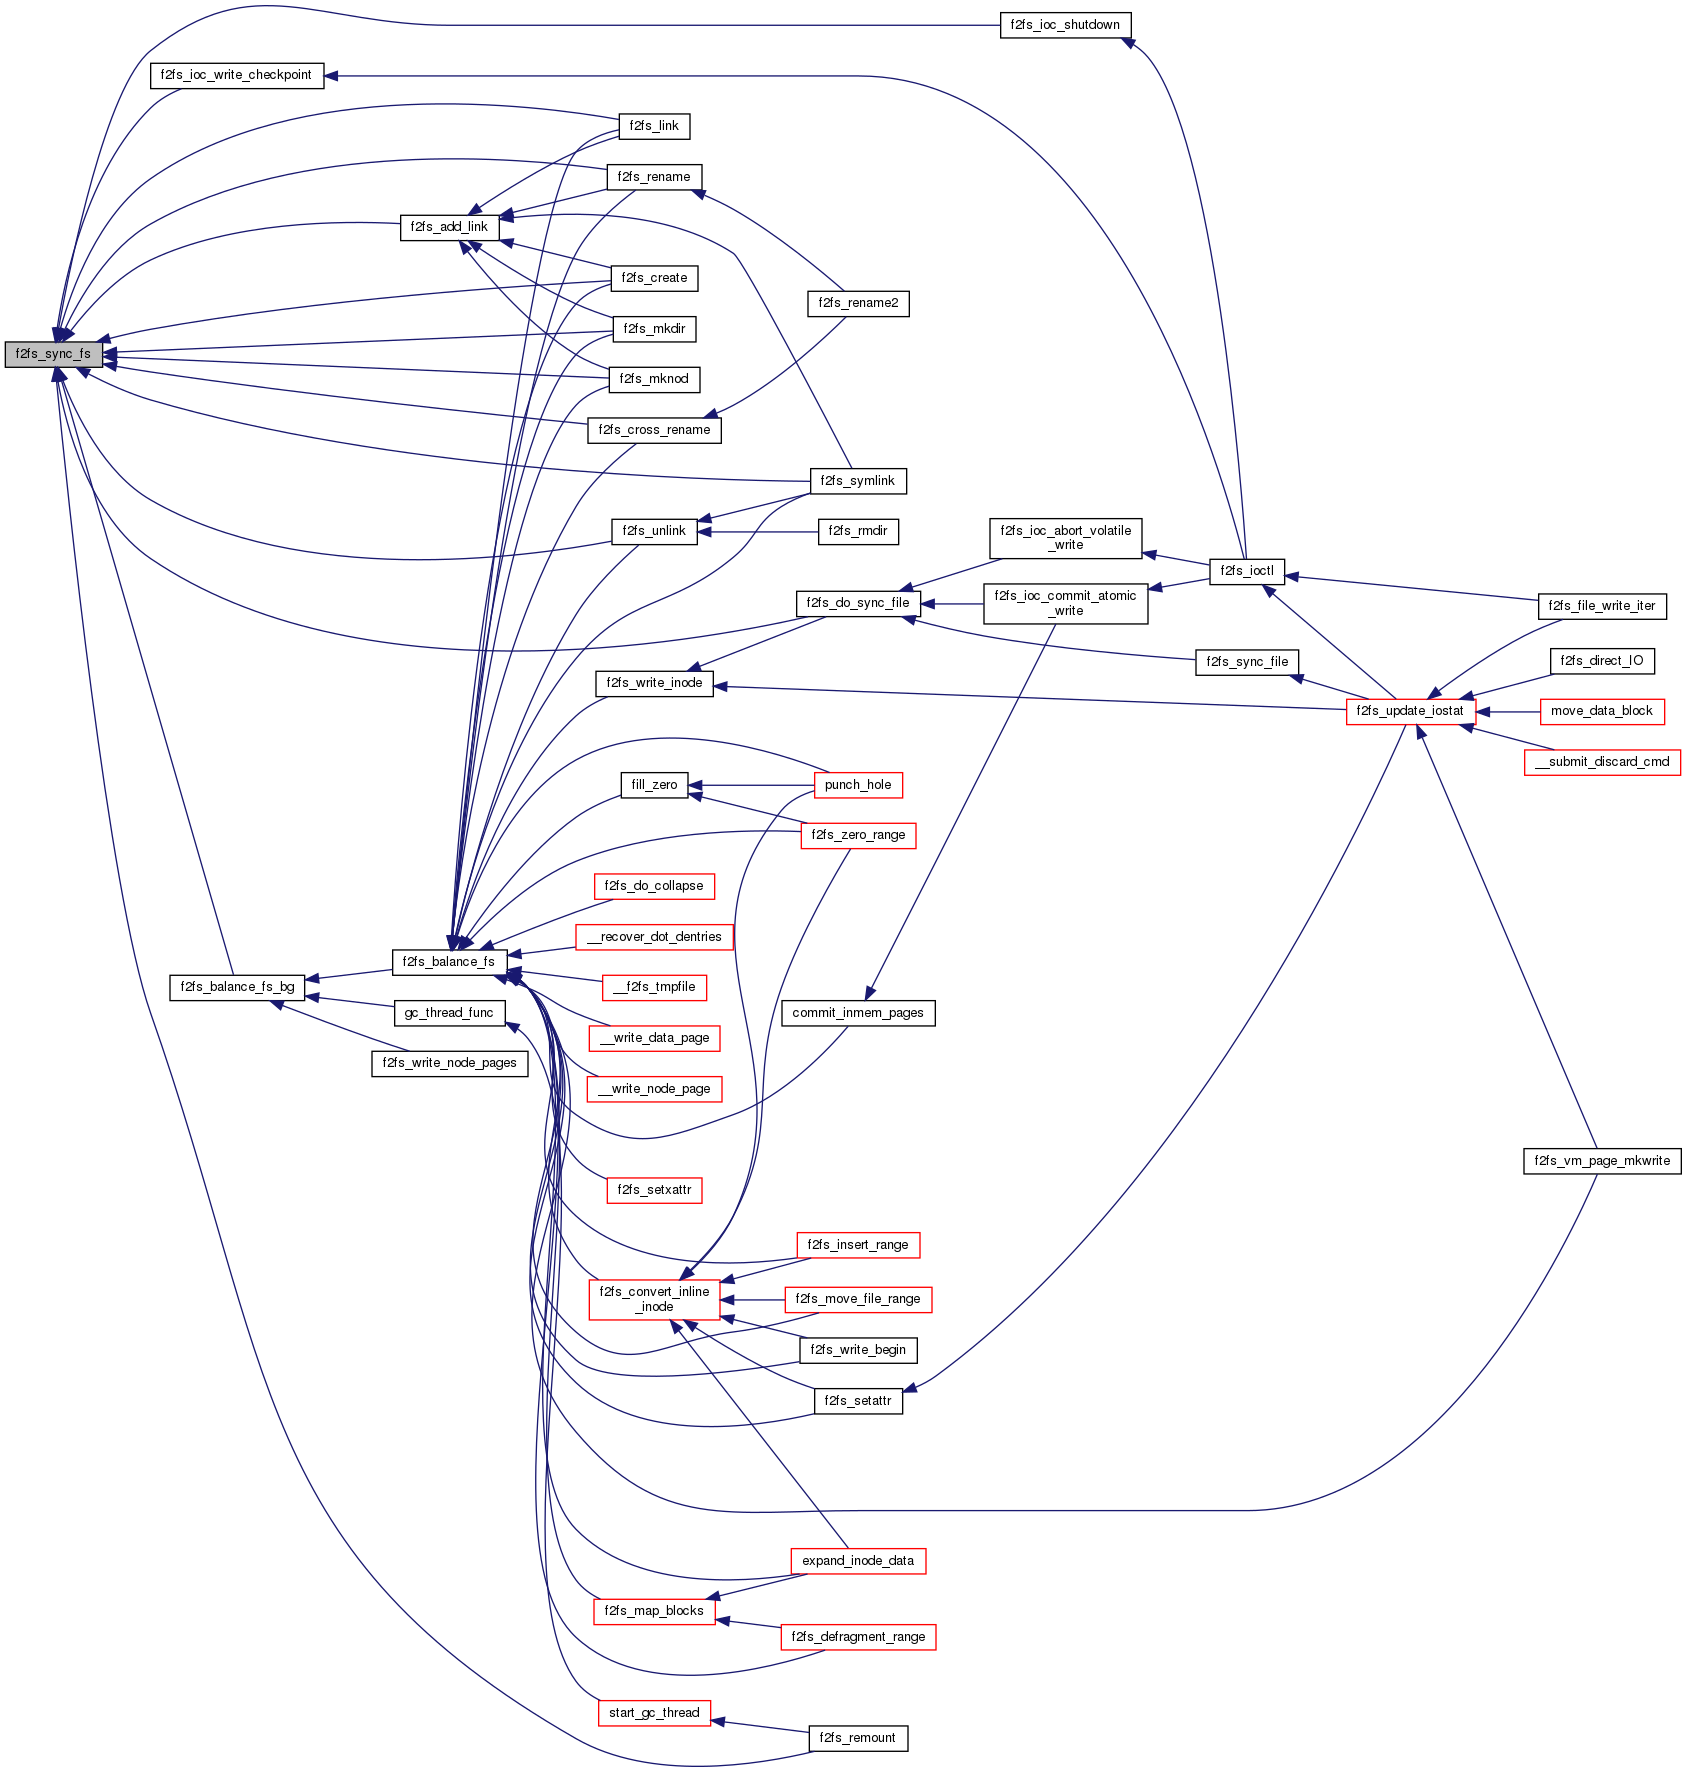 f2fs_ioc_shutdown
f2fs_ioc_write_checkpoint
f2fs_link
f2fs_rename
f2fs_add_link
f2fs_create
f2fs_rename2
f2fs_mkdir
f2fs_sync_fs
f2fs_mknod
f2fs_cross_rename
f2fs_symlink
f2fs_unlink
f2fs_rmdir
f2fs_ioc_abort_volatile
_write
f2fs_ioctl
f2fs_do_sync_file
f2fs_ioc_commit_atomic
_write
f2fs_file_write_iter
f2fs_sync_file
f2fs_direct_IO
f2fs_write_inode
f2fs_update_iostat
move_data_block
__submit_discard_cmd
fill_zero
punch_hole
f2fs_zero_range
f2fs_do_collapse
__recover_dot_dentries
f2fs_balance_fs
f2fs_balance_fs_bg
__f2fs_tmpfile
gc_thread_func
commit_inmem_pages
__write_data_page
f2fs_write_node_pages
__write_node_page
f2fs_vm_page_mkwrite
f2fs_setxattr
f2fs_insert_range
f2fs_convert_inline
_inode
f2fs_move_file_range
f2fs_write_begin
f2fs_setattr
expand_inode_data
f2fs_map_blocks
f2fs_defragment_range
start_gc_thread
f2fs_remount